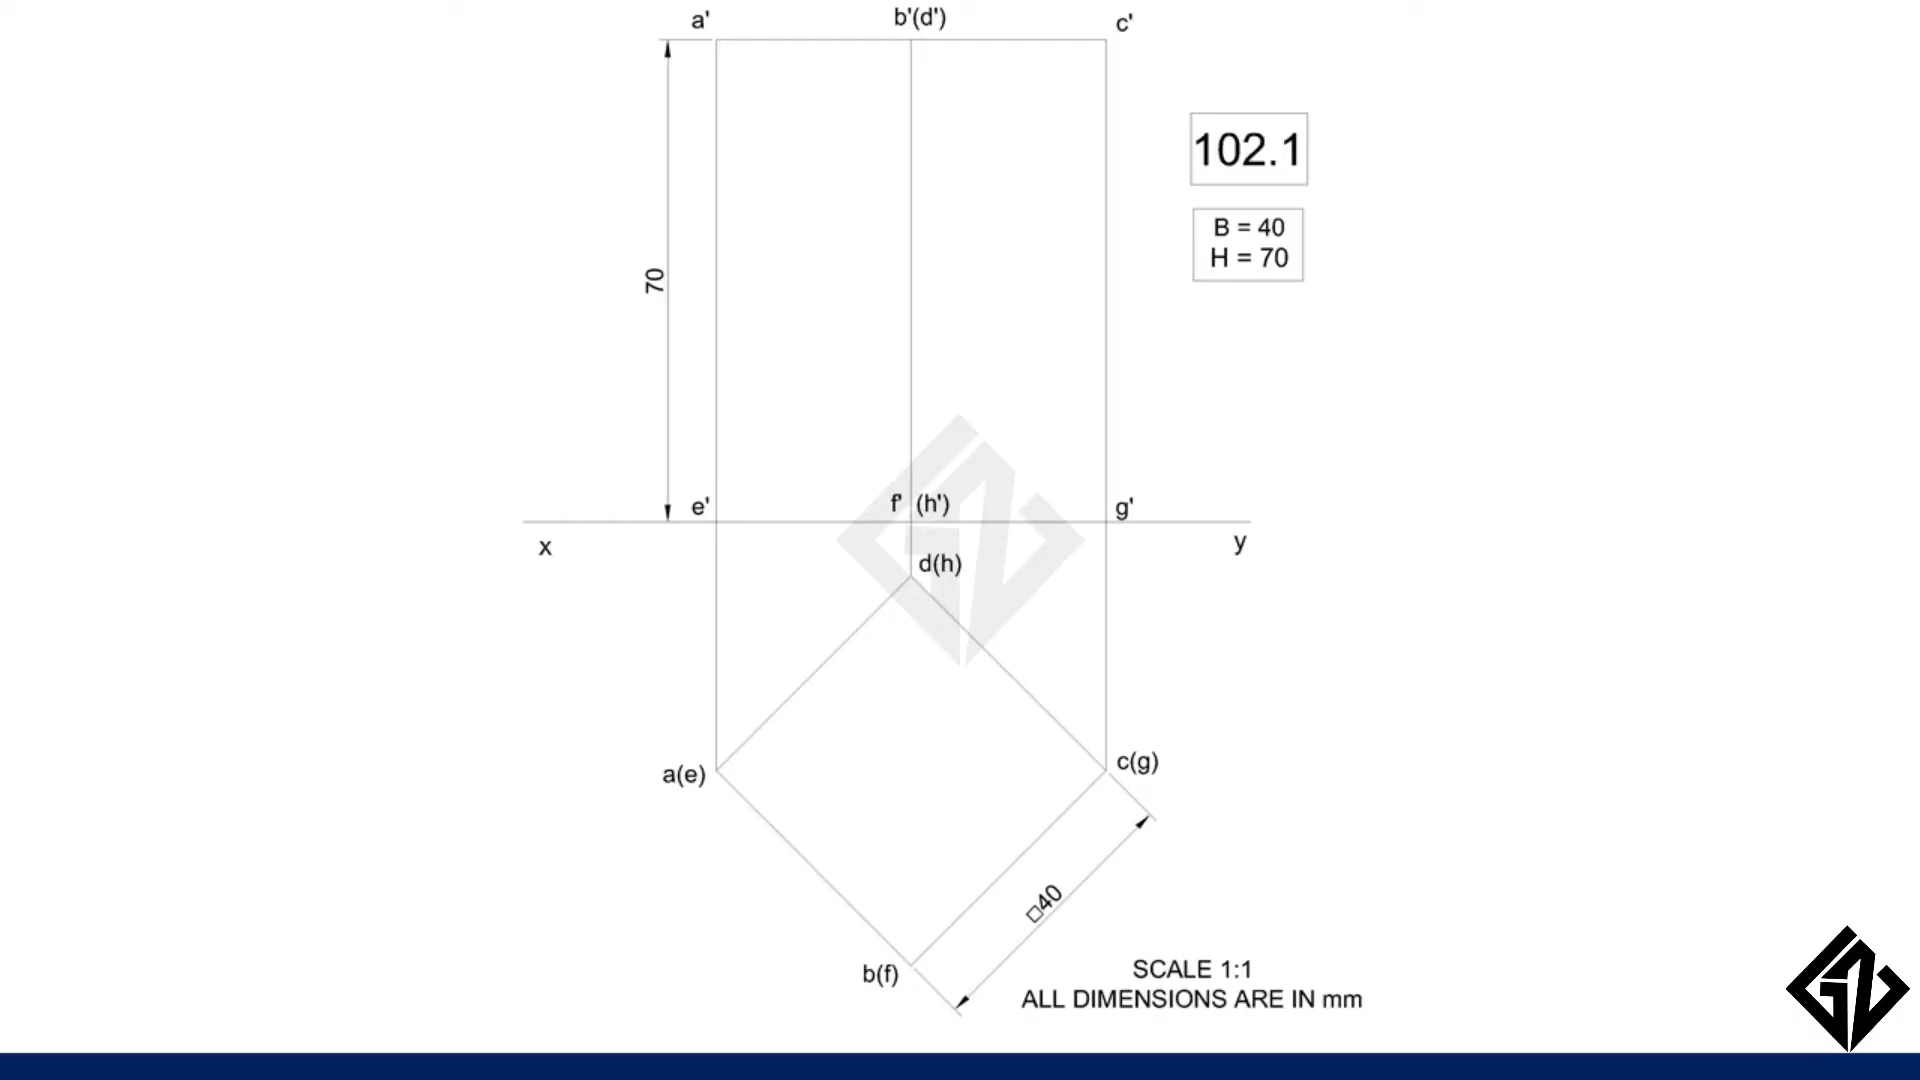 a'
b'(d')
c'
102.1
B = 40
H = 70
70
e'
f' (h')
g'
x
y
d(h)
a(e)
c(g)
□40
b(f)
SCALE 1:1
ALL DIMENSIONS ARE IN mm